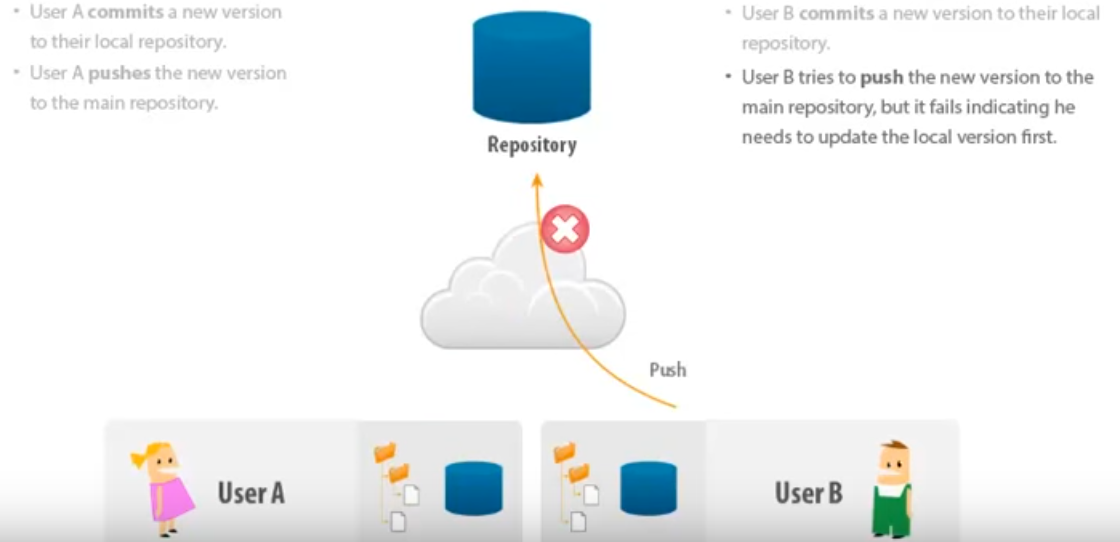 • User A commits a new version
to their local repository.
• User A pushes the new version
to the main repository.
• User B commits a new version to their local
repository.
• User B tries to push the new version to the
main repository, but it fails indicating he
needs to update the local version first.
Repository
Push
User A
User B